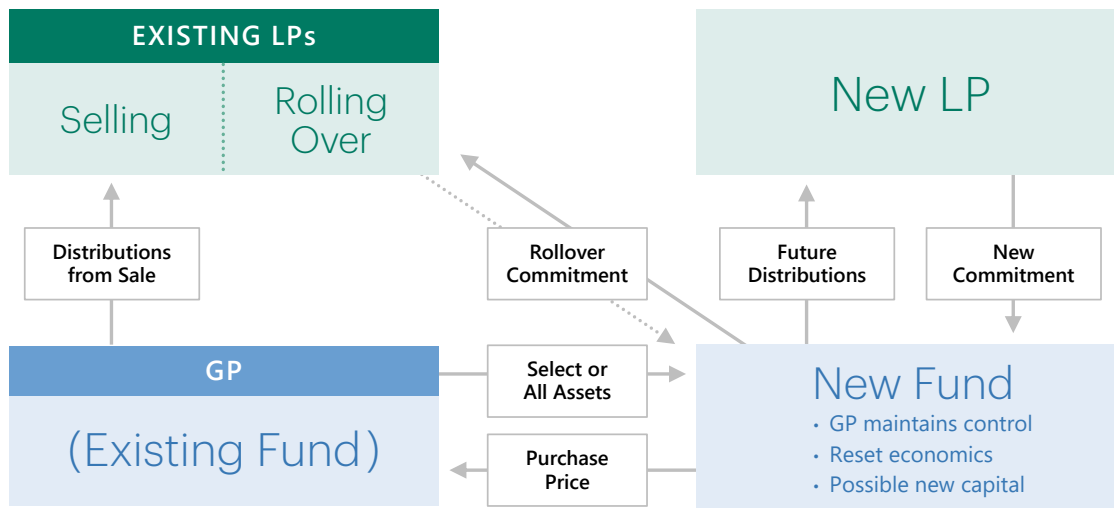 EXISTING LPs
Selling
Rolling
Over
New LP
Distributions
from Sale
Rollover
Commitment
Future
Distributions
New
Commitment
GP
(Existing Fund)
Select or
All Assets
Purchase
Price
New Fund
• GP maintains control
• Reset economics
• Possible new capital